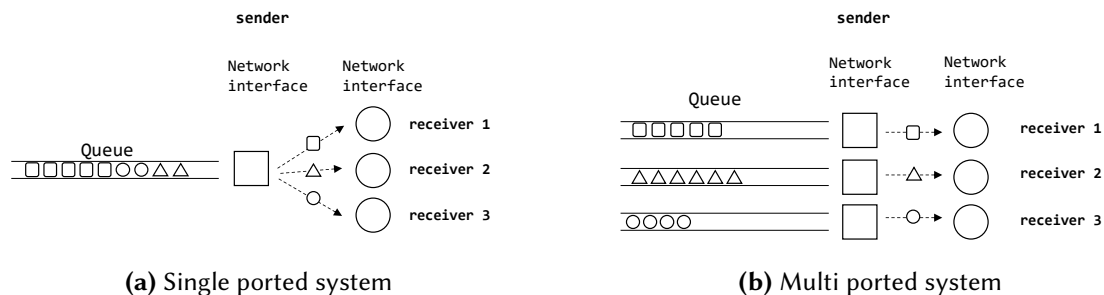 sender
Network
interface
Network
interface
Queue
receiver 1
receiver 2
receiver 3
(a) Single ported system
sender
Network
interface
Network
interface
Queue
receiver 1
receiver 2
receiver 3
(b) Multi ported system